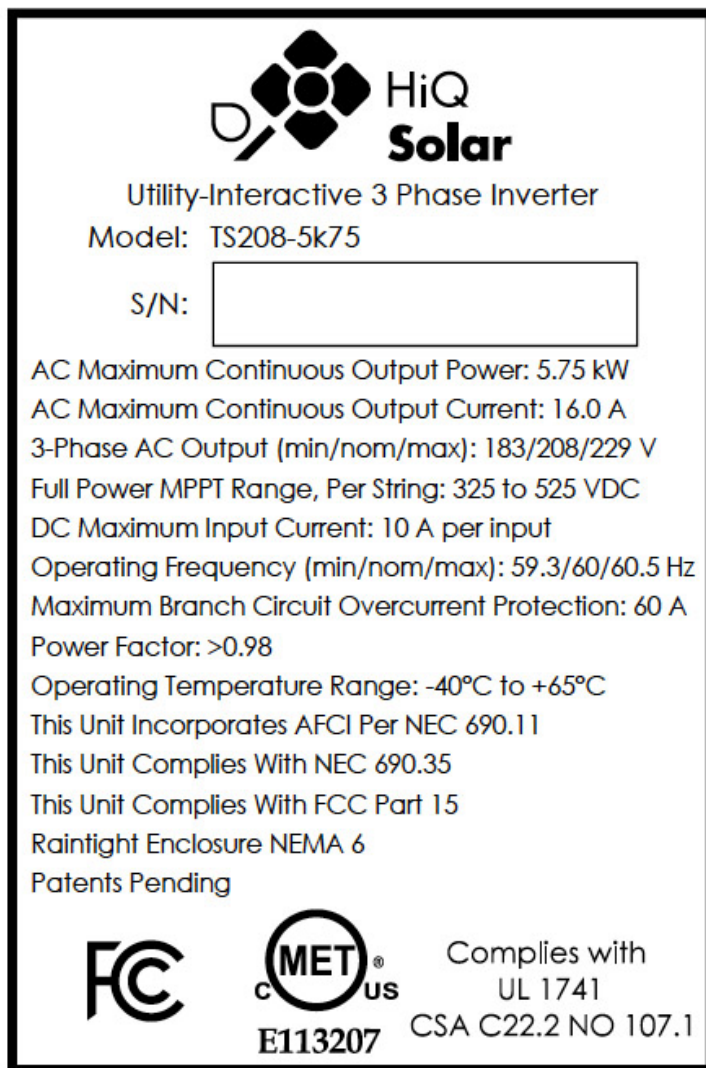 HiQ
Solar
Utility-Interactive 3 Phase Inverter
Model: TS208-5k75
S/N:
AC Maximum Continuous Output Power: 5.75 kW
AC Maximum Continuous Output Current: 16.0 A
3-Phase AC Output (min/nom/max): 183/208/229 V
Full Power MPPT Range, Per String: 325 to 525 VDC
DC Maximum Input Current: 10 A per input
Operating Frequency (min/nom/max): 59.3/60/60.5 Hz
Maximum Branch Circuit Overcurrent Protection: 60 A
Power Factor: >0.98
Operating Temperature Range: -40°C to +65°C
This Unit Incorporates AFCI Per NEC 690.11
This Unit Complies With NEC 690.35
This Unit Complies With FCC Part 15
Raintight Enclosure NEMA 6
Patents Pending
FCC
MET ®
C US
E113207
Complies with
UL 1741
CSA C22.2 NO 107.1